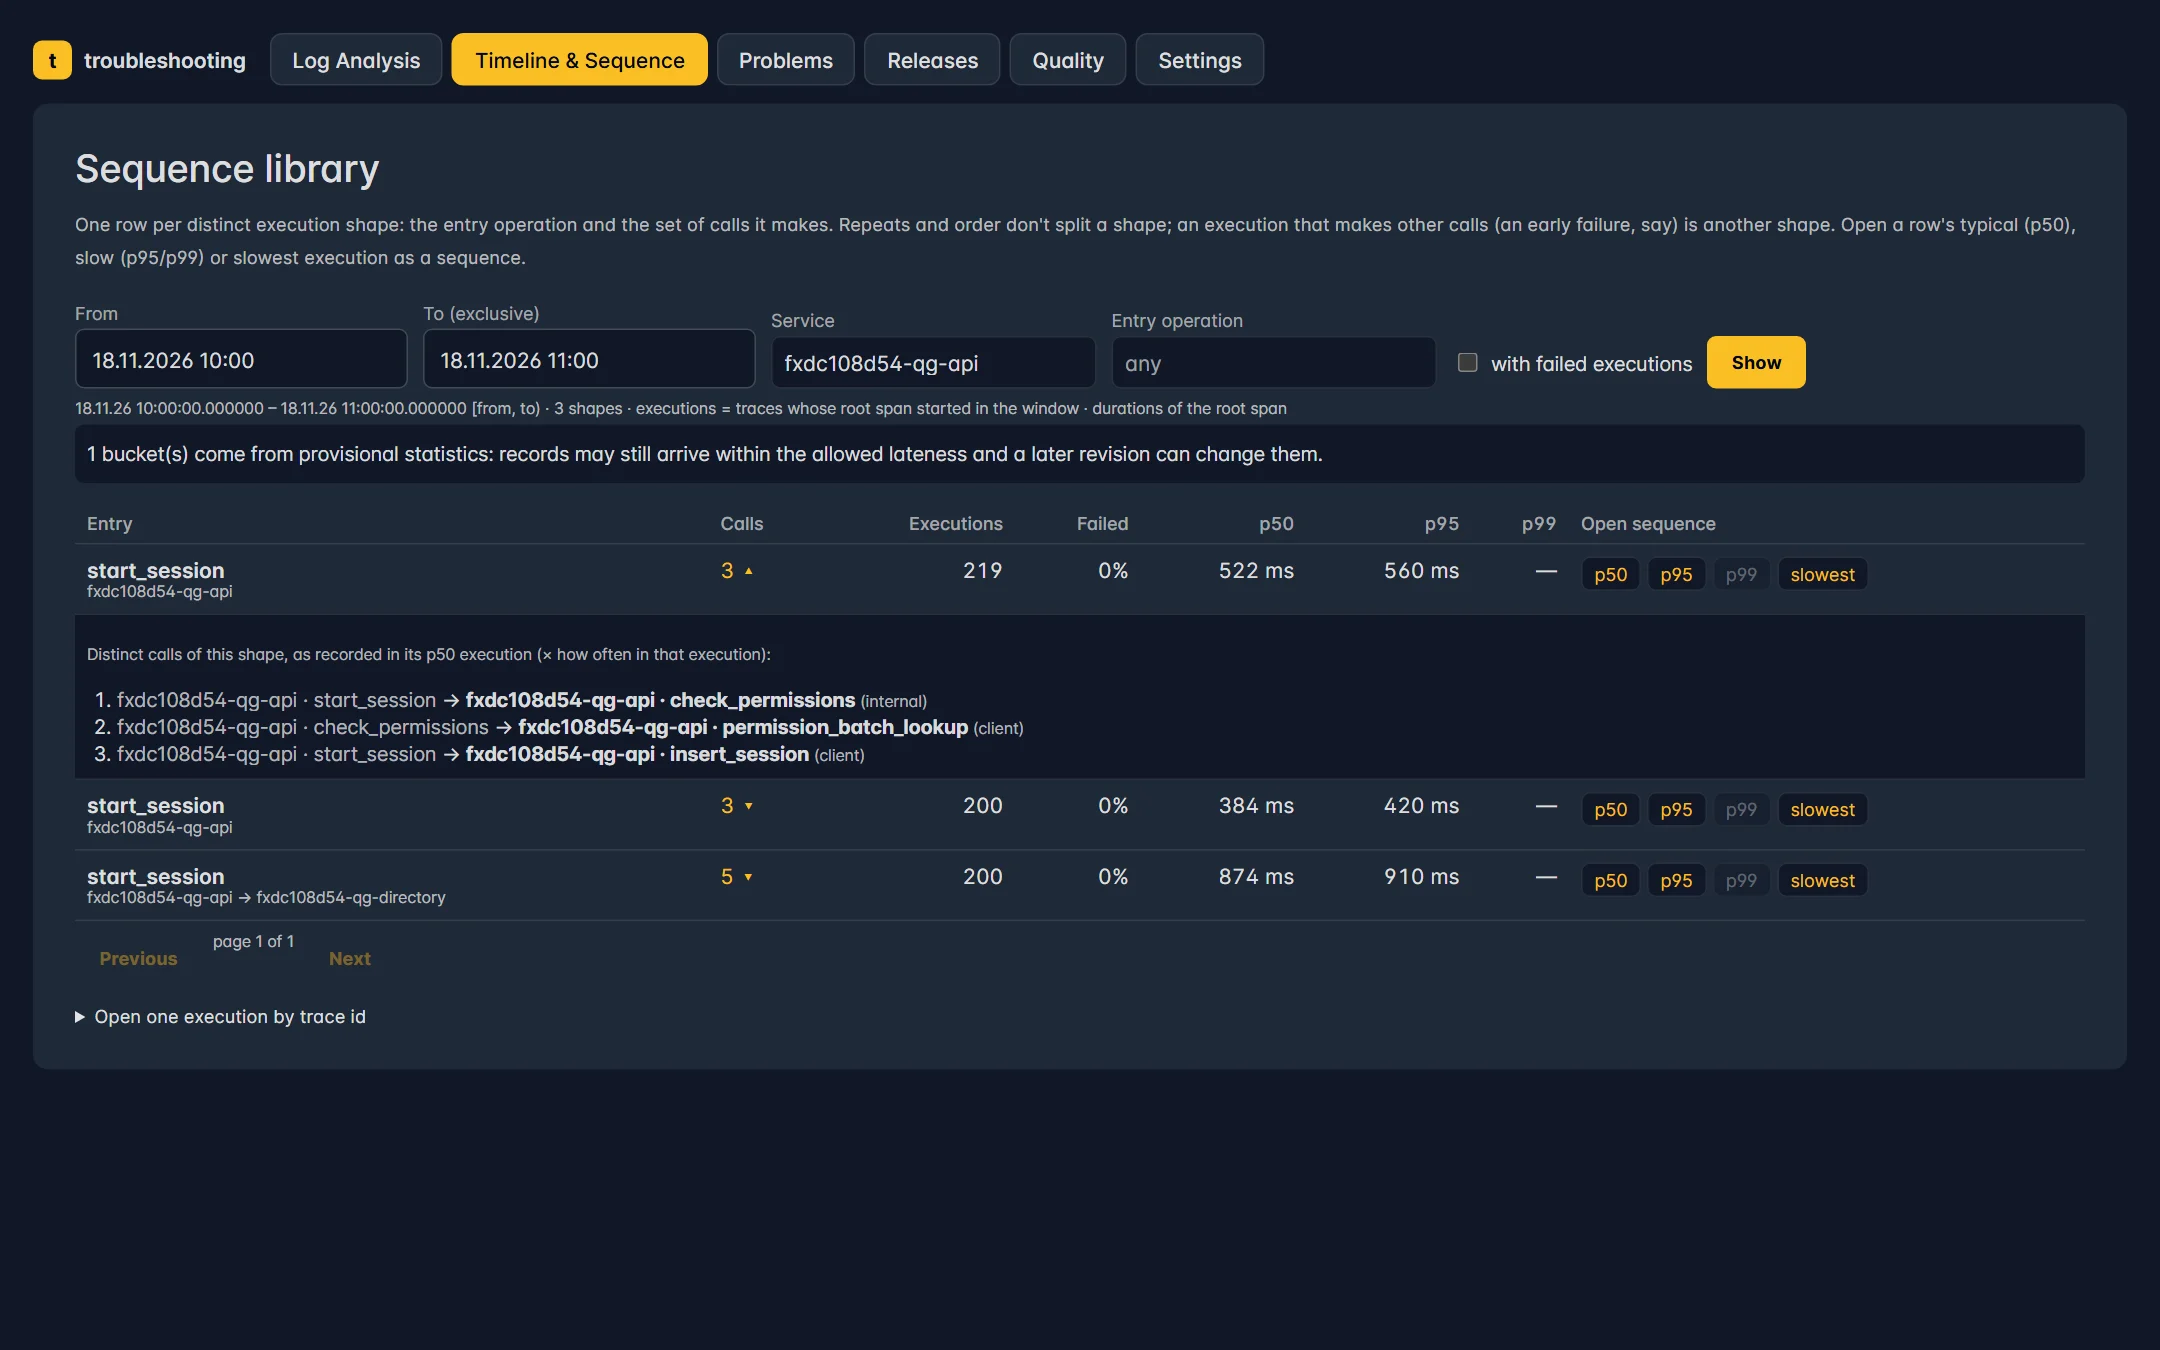 t troubleshooting Log Analysis Timeline & Sequence Problems Releases Quality Settings
Sequence library
One row per distinct execution shape: the entry operation and the set of calls it makes. Repeats and order don't split a shape; an execution that makes other calls (an early failure, say) is another shape. Open a row's typical (p50),
slow (p95/p99) or slowest execution as a sequence.
From To (exclusive) Service Entry operation
18.11.2026 10:00 18.11.2026 11:00 fxdc108d54-qg-api any with failed executions Show
18.11.26 10:00:00.000000 – 18.11.26 11:00:00.000000 [from, to) · 3 shapes · executions = traces whose root span started in the window · durations of the root span
1 bucket(s) come from provisional statistics: records may still arrive within the allowed lateness and a later revision can change them.
Entry Calls Executions Failed p50 p95 p99 Open sequence
start_session 3 ▲ 219 0% 522 ms 560 ms — p50 p95 p99 slowest
fxdc108d54-qg-api
Distinct calls of this shape, as recorded in its p50 execution (× how often in that execution):
1. fxdc108d54-qg-api · start_session → fxdc108d54-qg-api · check_permissions (internal)
2. fxdc108d54-qg-api · check_permissions → fxdc108d54-qg-api · permission_batch_lookup (client)
3. fxdc108d54-qg-api · start_session → fxdc108d54-qg-api · insert_session (client)
start_session 3 ▼ 200 0% 384 ms 420 ms — p50 p95 p99 slowest
fxdc108d54-qg-api
start_session 5 ▼ 200 0% 874 ms 910 ms — p50 p95 p99 slowest
fxdc108d54-qg-api → fxdc108d54-qg-directory
Previous page 1 of 1 Next
▶ Open one execution by trace id